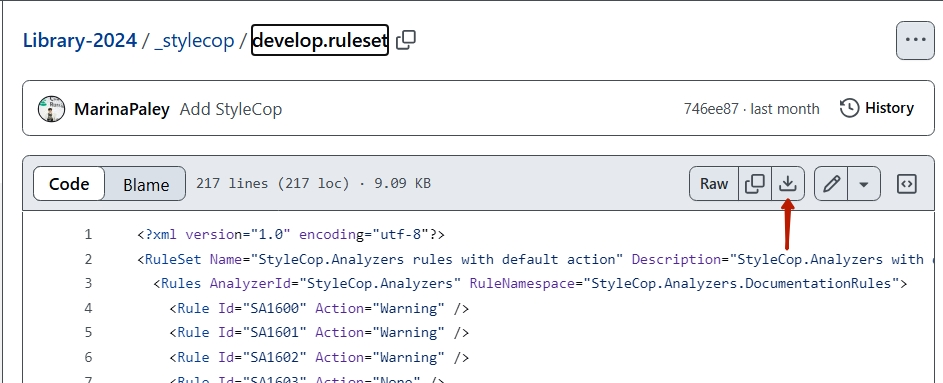 Library-2024 / _stylecop / develop.ruleset
MarinaPaley Add StyleCop 746ee87 · last month History
Code Blame 217 lines (217 loc) · 9.09 KB Raw
1 <?xml version="1.0" encoding="utf-8"?>
2 <RuleSet Name="StyleCop.Analyzers rules with default action" Description="StyleCop.Analyzers with
3 <Rules AnalyzerId="StyleCop.Analyzers" RuleNamespace="StyleCop.Analyzers.DocumentationRules">
4 <Rule Id="SA1600" Action="Warning" />
5 <Rule Id="SA1601" Action="Warning" />
6 <Rule Id="SA1602" Action="Warning" />
7 <Rule Id="SA1603" Action="None" />